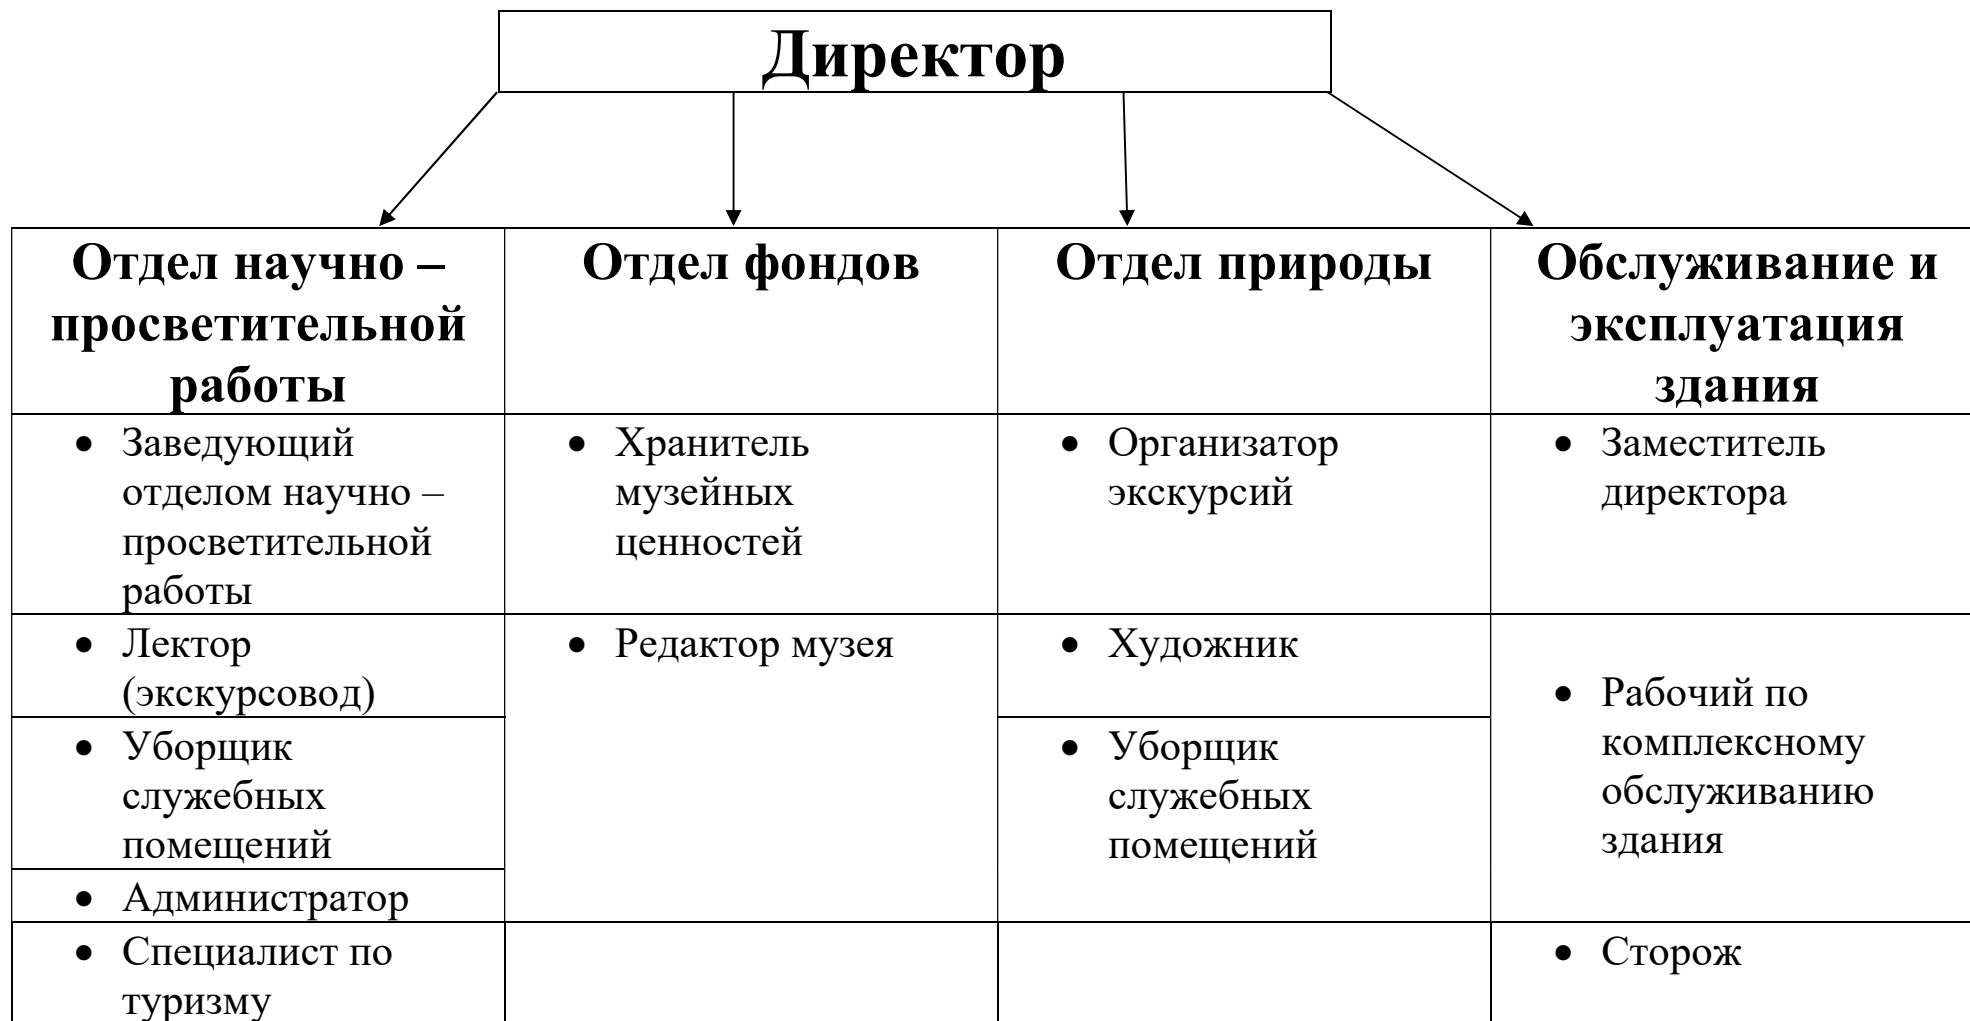 Директор
Отдел научно –
просветительной
работы
Отдел фондов
Отдел природы
Обслуживание и
эксплуатация
здания
• Заведующий
отделом научно –
просветительной
работы
• Хранитель
музейных
ценностей
• Организатор
экскурсий
• Заместитель
директора
• Лектор
(экскурсовод)
• Редактор музея
• Художник
• Рабочий по
комплексному
обслуживанию
здания
• Уборщик
служебных
помещений
• Уборщик
служебных
помещений
• Администратор
• Специалист по
туризму
• Сторож